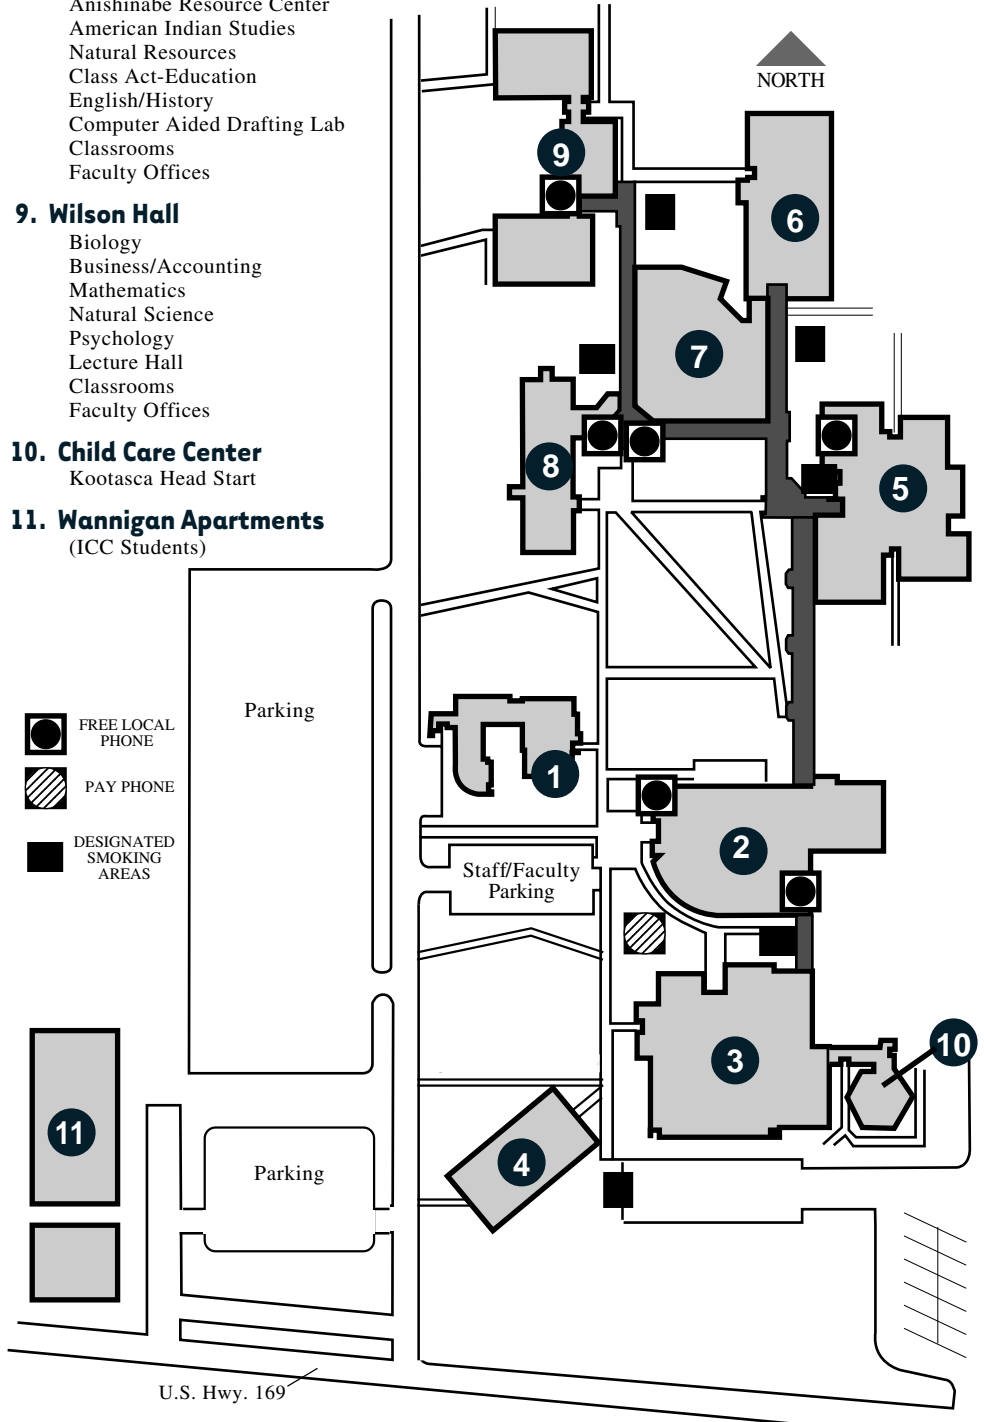 Anishinabe Resource Center
American Indian Studies
Natural Resources
Class Act-Education
English/History
Computer Aided Drafting Lab
Classrooms
Faculty Offices
9. Wilson Hall
Biology
Business/Accounting
Mathematics
Natural Science
Psychology
Lecture Hall
Classrooms
Faculty Offices
10. Child Care Center
Kootasca Head Start
11. Wannigan Apartments
(ICC Students)
FREE LOCAL
PHONE
PAY PHONE
DESIGNATED
SMOKING
AREAS
NORTH
9
6
7
8
5
Parking
1
2
Staff/Faculty
Parking
3
10
11
4
Parking
U.S. Hwy. 169